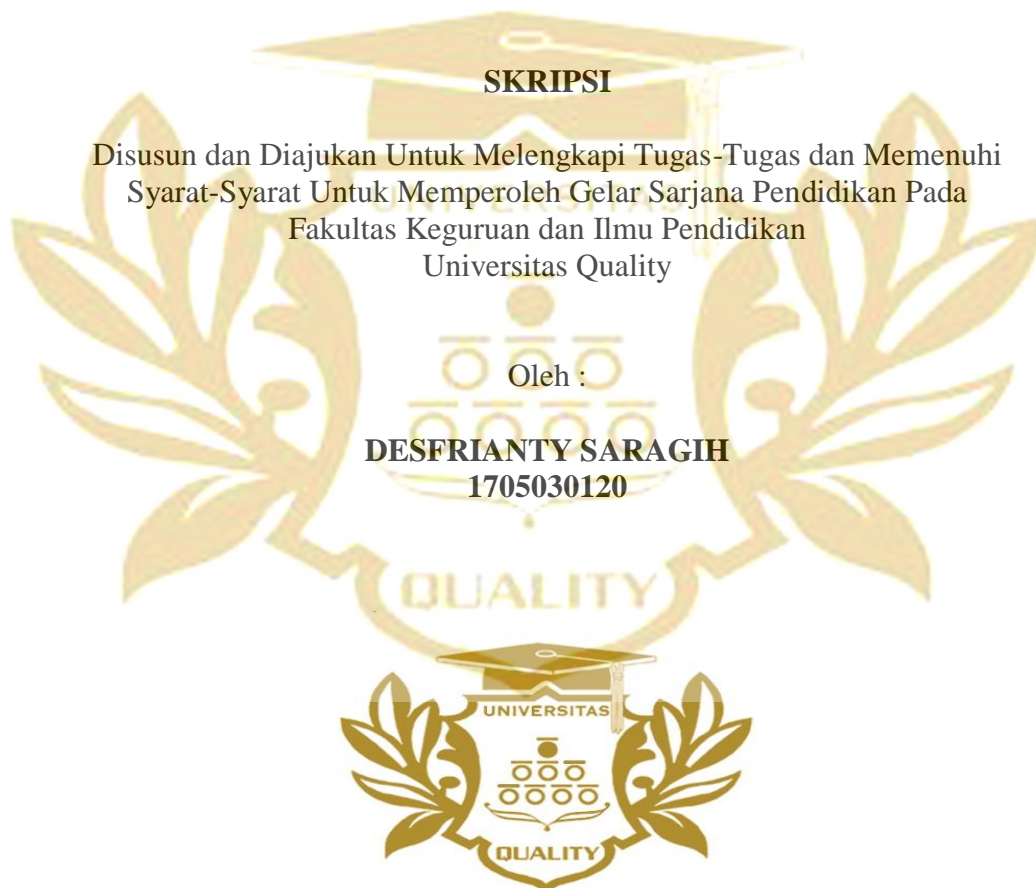 SKRIPSI
Disusun dan Diajukan Untuk Melengkapi Tugas-Tugas dan Memenuhi
Syarat-Syarat Untuk Memperoleh Gelar Sarjana Pendidikan Pada
UNIVERSITAS
Fakultas Keguruan dan Ilmu Pendidikan
Universitas Quality
Oleh :
DESFRIANTY SARAGIH
1705030120
QUALITY
UNIVERSITAS
QUALITY